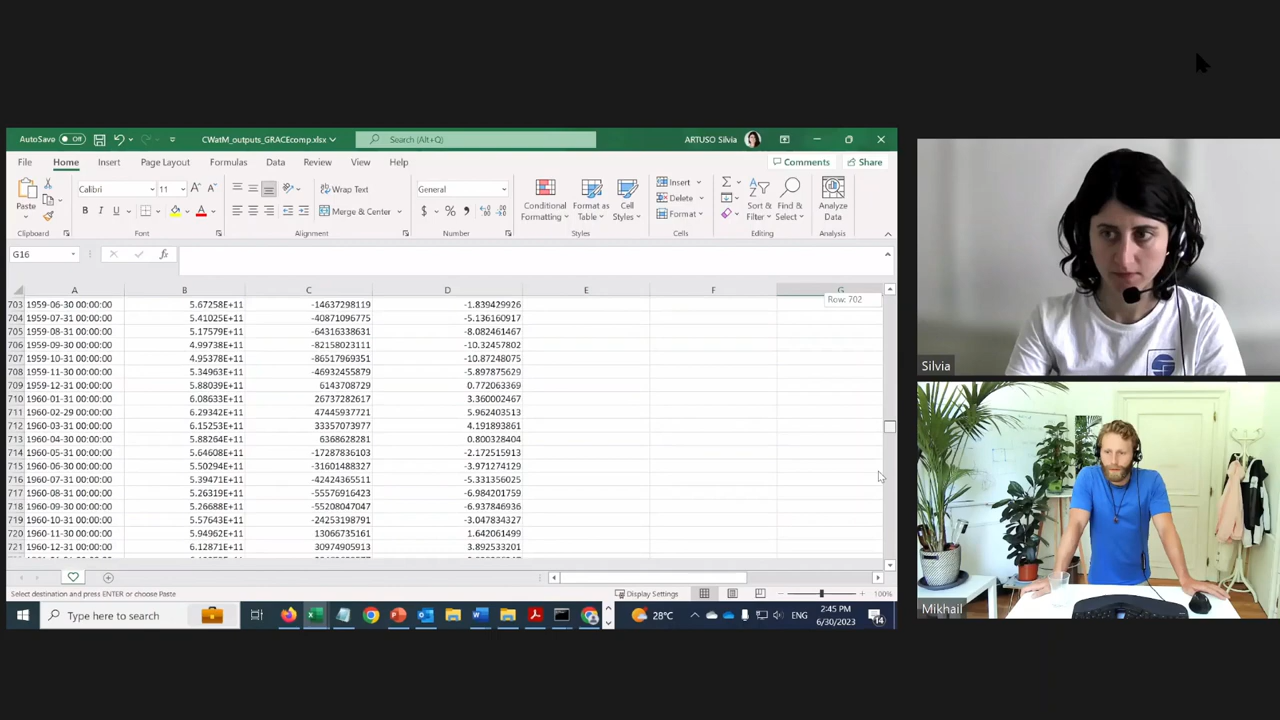 AutoSave Off CWatM_outputs_GRACEcomp.xlsx Search (Alt+Q) ARTUSO Silvia
File Home Insert Page Layout Formulas Data Review View Help Comments Share
Paste
Clipboard
Calibri 11
B I U
Font
Wrap Text
Merge & Center
Alignment
General
$ % ,
Number
Conditional Formatting
Format as Table
Cell Styles
Styles
Insert
Delete
Format
Cells
Sort & Filter
Find & Select
Editing
Analyze Data
Analysis
G16 fx
A B C D E F G
Row: 702
703 1959-06-30 00:00:00 5.67258E+11 -14637298119 -1.839429926
704 1959-07-31 00:00:00 5.41025E+11 -40871096775 -5.136160917
705 1959-08-31 00:00:00 5.17579E+11 -64316338631 -8.082461467
706 1959-09-30 00:00:00 4.99738E+11 -82158023111 -10.32457802
707 1959-10-31 00:00:00 4.95378E+11 -86517969351 -10.87248075
708 1959-11-30 00:00:00 5.34963E+11 -46932455879 -5.897875629
709 1959-12-31 00:00:00 5.88039E+11 6143708729 0.772063369
710 1960-01-31 00:00:00 6.08633E+11 26737282617 3.360002467
711 1960-02-29 00:00:00 6.29342E+11 47445937721 5.962403513
712 1960-03-31 00:00:00 6.15253E+11 33357073977 4.191893861
713 1960-04-30 00:00:00 5.88264E+11 6368628281 0.800328404
714 1960-05-31 00:00:00 5.64608E+11 -17287836103 -2.172515913
715 1960-06-30 00:00:00 5.50294E+11 -31601488327 -3.971274129
716 1960-07-31 00:00:00 5.39471E+11 -42424365511 -5.331356025
717 1960-08-31 00:00:00 5.26319E+11 -55576916423 -6.984201759
718 1960-09-30 00:00:00 5.26688E+11 -55208047047 -6.937846936
719 1960-10-31 00:00:00 5.57643E+11 -24253198791 -3.047834327
720 1960-11-30 00:00:00 5.94962E+11 13066735161 1.642061499
721 1960-12-31 00:00:00 6.12871E+11 30974905913 3.892533201
Select destination and press ENTER or choose Paste Display Settings 100%
Type here to search 28°C ENG 2:45 PM 6/30/2023 14
Silvia
Mikhail